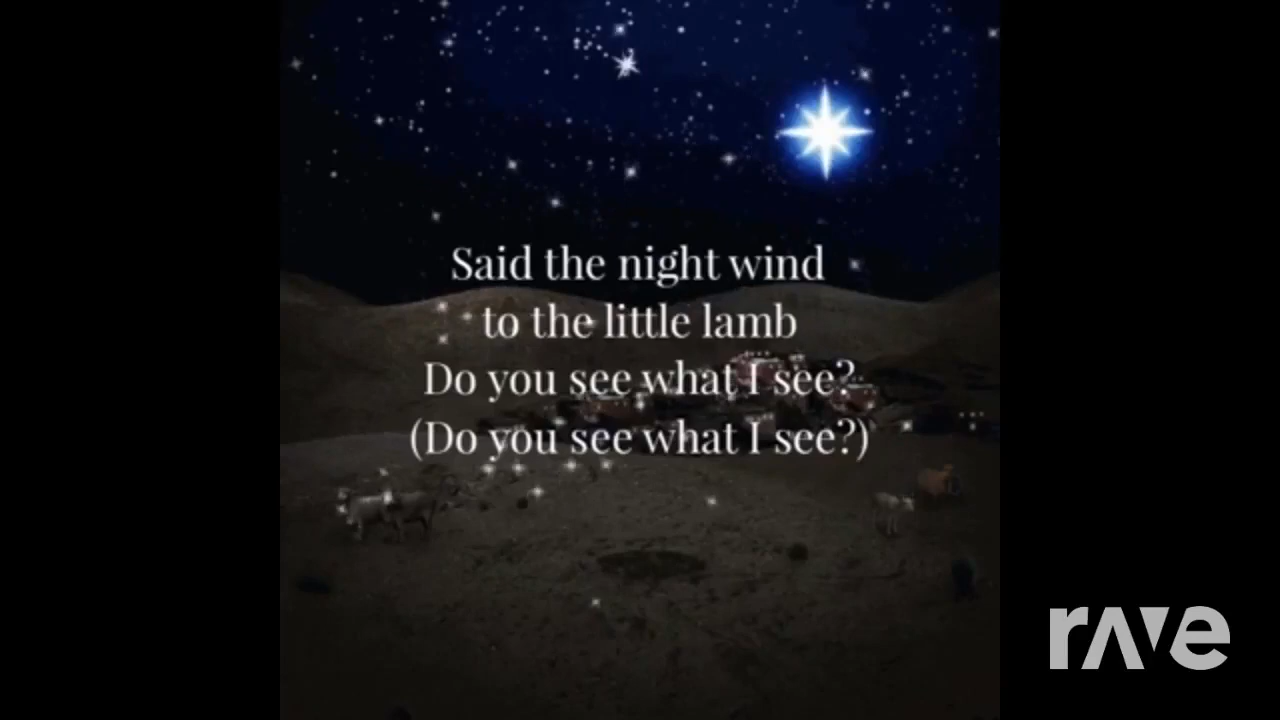 Said the night wind
to the little lamb
Do you see what I see?
(Do you see what I see?)
rave